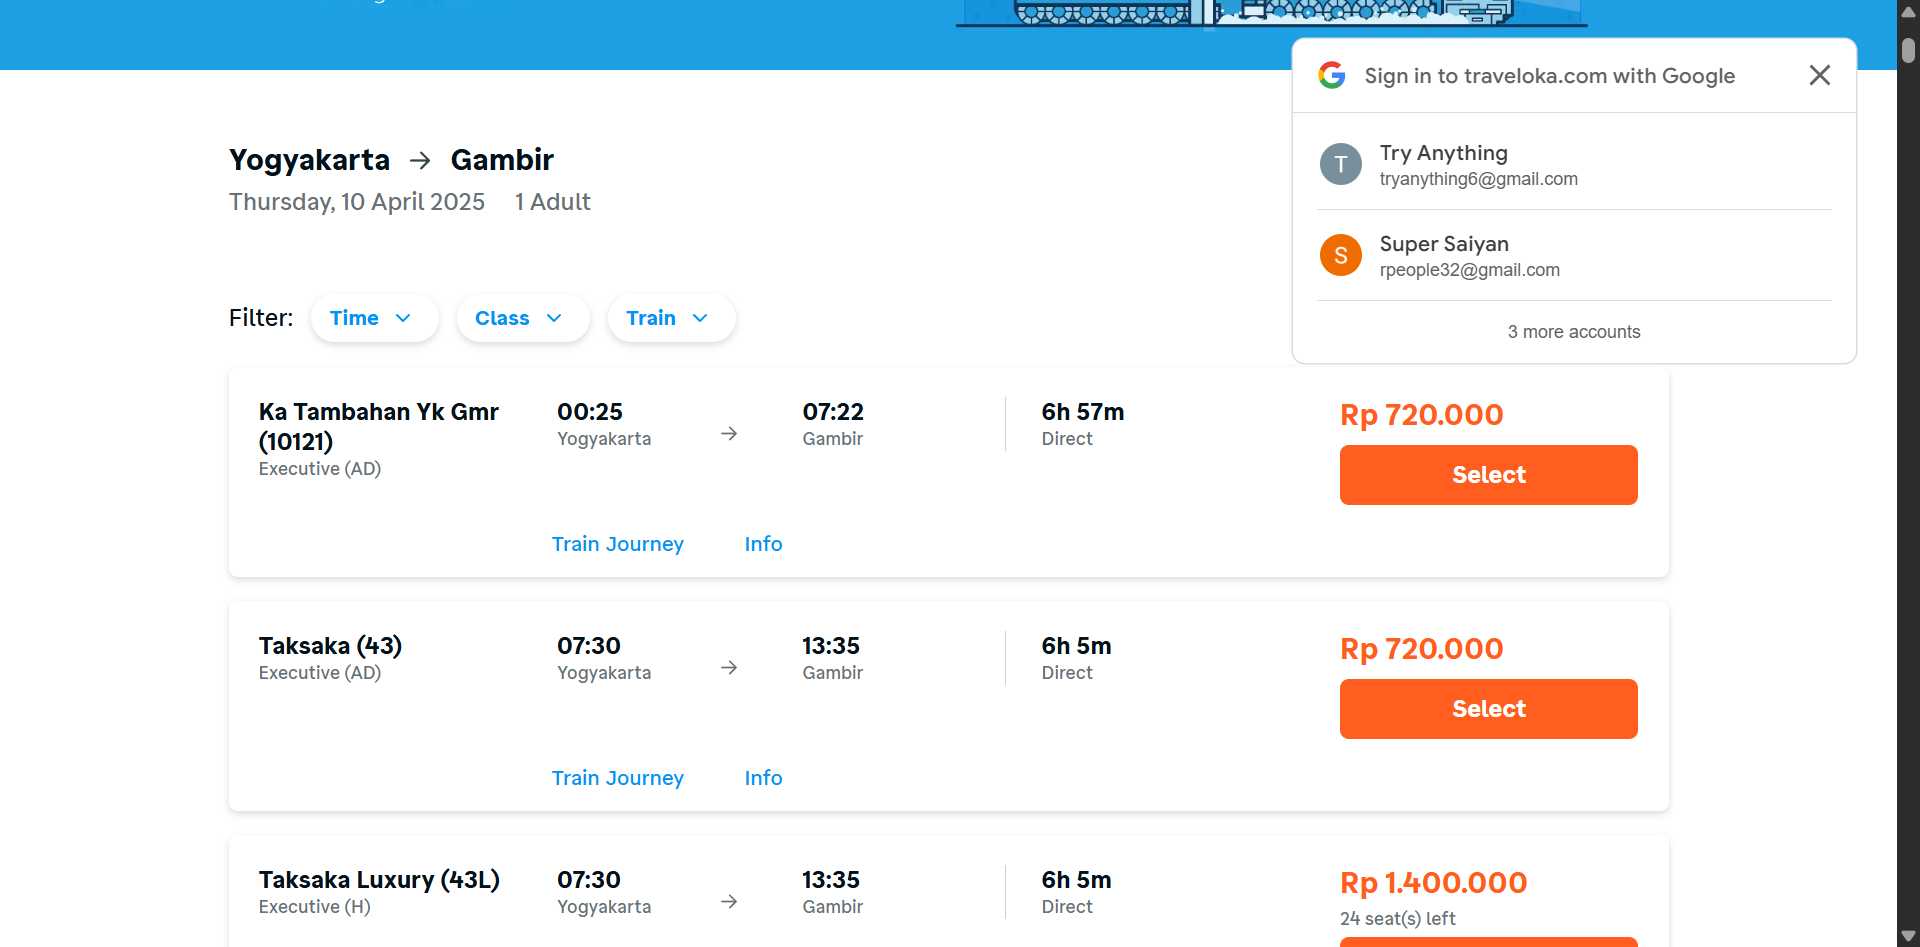 Yogyakarta → Gambir
Thursday, 10 April 2025 1 Adult
Sign in to traveloka.com with Google
T
Try Anything
tryanything6@gmail.com
S
Super Saiyan
rpeople32@gmail.com
3 more accounts
Filter: Time Class Train
Ka Tambahan Yk Gmr
(10121)
Executive (AD)
00:25
Yogyakarta
→
07:22
Gambir
6h 57m
Direct
Rp 720.000
Select
Train Journey Info
Taksaka (43)
Executive (AD)
07:30
Yogyakarta
→
13:35
Gambir
6h 5m
Direct
Rp 720.000
Select
Train Journey Info
Taksaka Luxury (43L)
Executive (H)
07:30
Yogyakarta
→
13:35
Gambir
6h 5m
Direct
Rp 1.400.000
24 seat(s) left